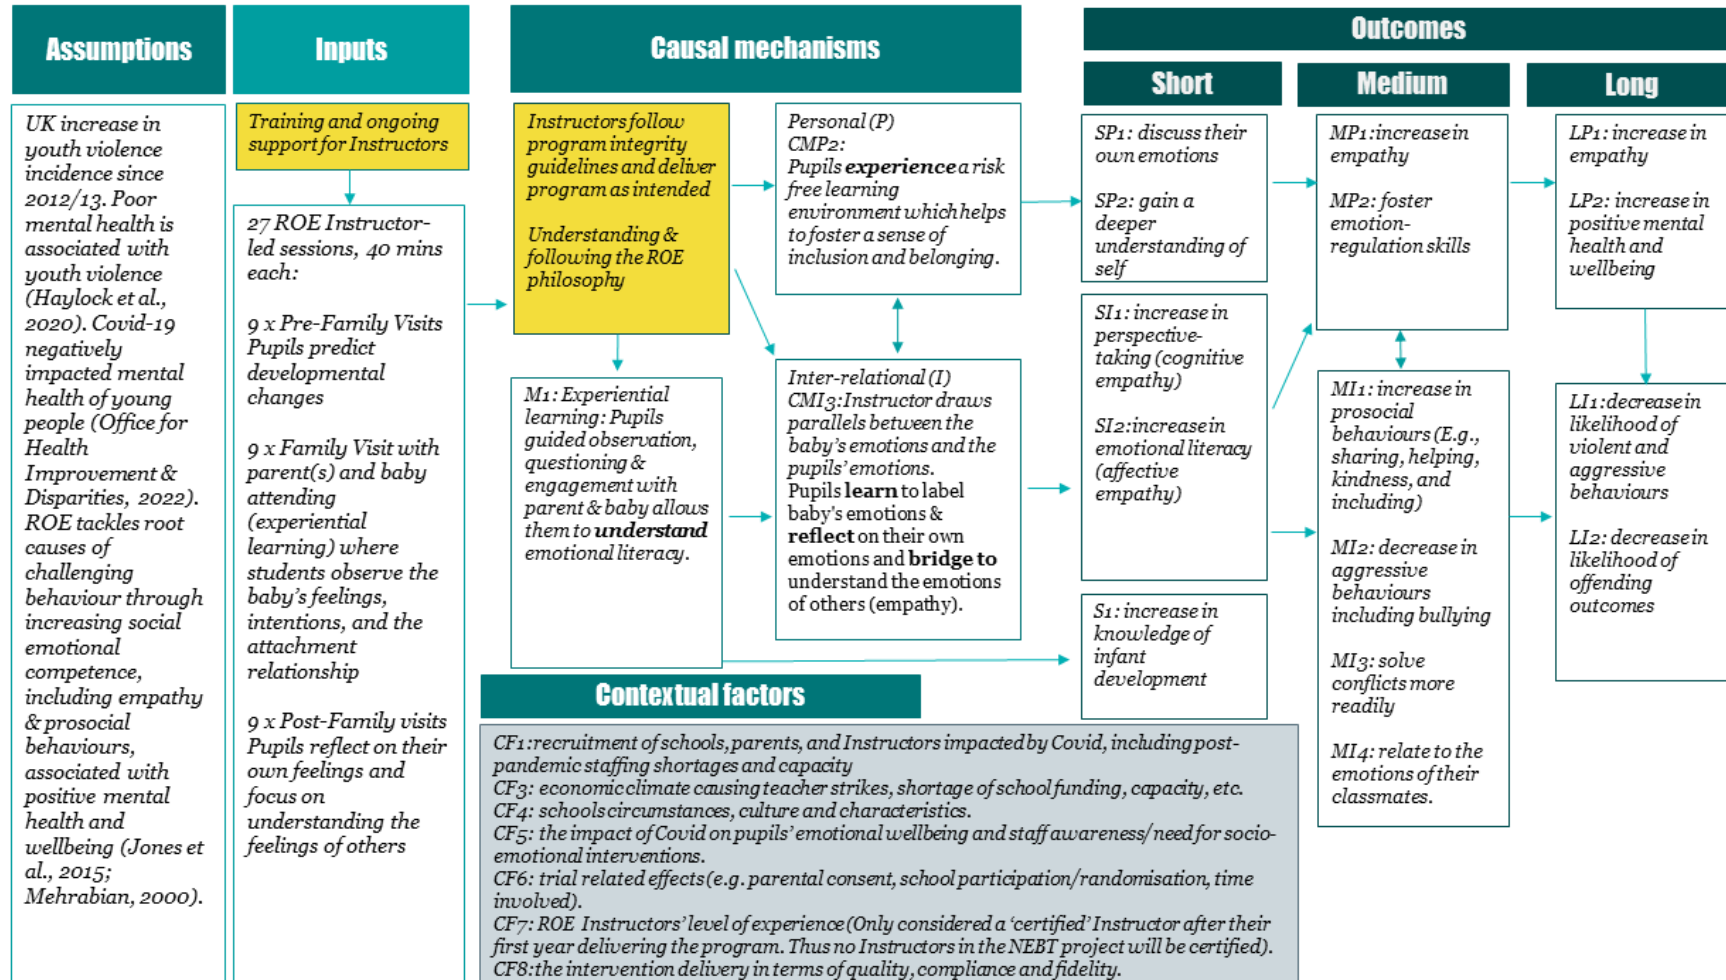 Assumptions
UK increase in
youth violence
incidence since
2012/13. Poor
mental health is
associated with
youth violence
(Haylock et al.,
2020). Covid-19
negatively
impacted mental
health of young
people (Office for
Health
Improvement &
Disparities, 2022).
ROE tackles root
causes of
challenging
behaviour through
increasing social
emotional
competence,
including empathy
& prosocial
behaviours,
associated with
positive mental
health and
wellbeing (Jones et
al., 2015;
Mehrabian, 2000).
Inputs
Training and ongoing
support for Instructors
27 ROE Instructor-
led sessions, 40 mins
each:
9 x Pre-Family Visits
Pupils predict
developmental
changes
9 x Family Visit with
parent(s) and baby
attending
(experiential
learning) where
students observe the
baby's feelings,
intentions, and the
attachment
relationship
9 x Post-Family visits
Pupils reflect on their
own feelings and
focus on
understanding the
feelings of others
Causal mechanisms
Instructors follow
program integrity
guidelines and deliver
program as intended
Understanding &
following the ROE
philosophy
M1: Experiential
learning: Pupils
guided observation,
questioning &
engagement with
parent & baby allows
them to understand
emotional literacy.
Personal (P)
CMP2:
Pupils experience a risk
free learning
environment which helps
to foster a sense of
inclusion and belonging.
Inter-relational (I)
CMI3: Instructor draws
parallels between the
baby's emotions and the
pupils' emotions.
Pupils learn to label
baby's emotions &
reflect on their own
emotions and bridge to
understand the emotions
of others (empathy).
Outcomes
Short
SP1: discuss their
own emotions
SP2: gain a
deeper
understanding of
self
SI1: increase in
perspective-
taking (cognitive
empathy)
SI2: increase in
emotional literacy
(affective
empathy)
S1: increase in
knowledge of
infant
development
Medium
MP1: increase in
empathy
MP2: foster
emotion-
regulation skills
MI1: increase in
prosocial
behaviours (E.g.,
sharing, helping,
kindness, and
including)
MI2: decrease in
aggressive
behaviours
including bullying
MI3: solve
conflicts more
readily
MI4: relate to the
emotions of their
classmates.
Long
LP1: increase in
empathy
LP2: increase in
positive mental
health and
wellbeing
LI1: decrease in
likelihood of
violent and
aggressive
behaviours
LI2: decrease in
likelihood of
offending
outcomes
Contextual factors
CF1: recruitment of schools, parents, and Instructors impacted by Covid, including post-
pandemic staffing shortages and capacity
CF3: economic climate causing teacher strikes, shortage of school funding, capacity, etc.
CF4: schools circumstances, culture and characteristics.
CF5: the impact of Covid on pupils' emotional wellbeing and staff awareness/need for socio-
emotional interventions.
CF6: trial related effects (e.g. parental consent, school participation/randomisation, time
involved).
CF7: ROE Instructors' level of experience (Only considered a 'certified' Instructor after their
first year delivering the program. Thus no Instructors in the NEBT project will be certified).
CF8: the intervention delivery in terms of quality, compliance and fidelity.